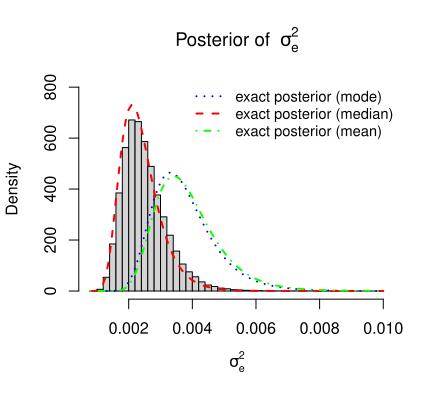 Posterior of σ²ₑ
exact posterior (mode)
exact posterior (median)
exact posterior (mean)
Density
0
200
400
600
800
0.002 0.004 0.006 0.008 0.010
σ²ₑ